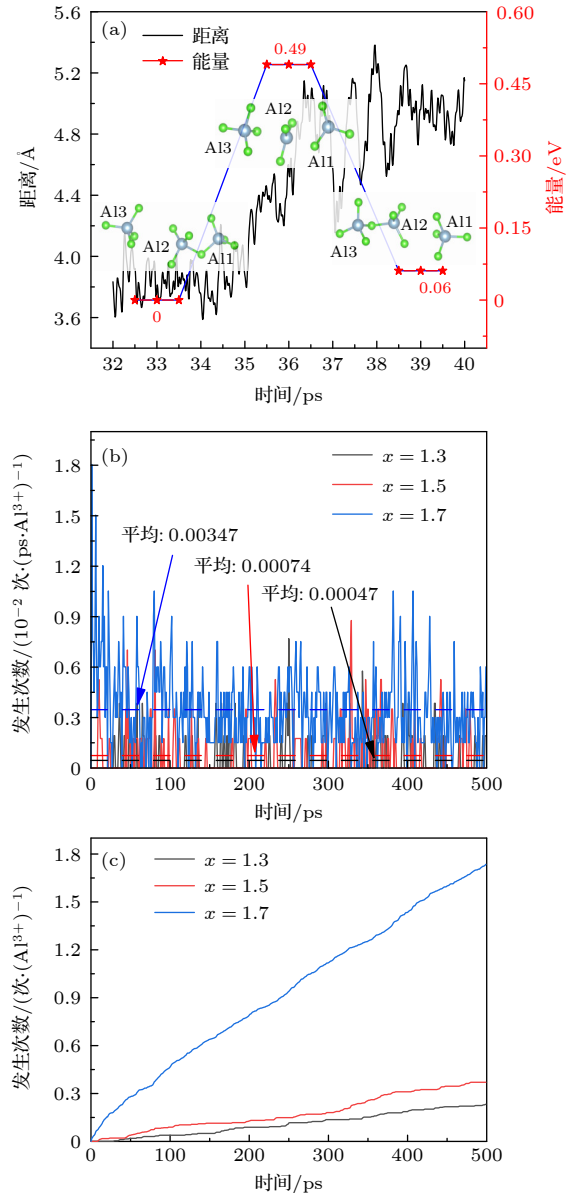 (a)
距离
能量
0.49
Al2
Al3
Al1
Al3
Al2
Al1
Al3
Al2
Al1
0
0.06
5.6
5.2
4.8
4.4
4.0
3.6
距离/Å
0.60
0.45
0.30
0.15
0
能量/eV
32 33 34 35 36 37 38 39 40
时间/ps
(b)
x = 1.3
x = 1.5
x = 1.7
平均: 0.00347
平均: 0.00074
平均: 0.00047
1.8
1.5
1.2
0.9
0.6
0.3
0
发生次数/(10⁻² 次·(ps·Al³⁺)⁻¹)
0 100 200 300 400 500
时间/ps
(c)
x = 1.3
x = 1.5
x = 1.7
1.8
1.5
1.2
0.9
0.6
0.3
0
发生次数/(次·(Al³⁺)⁻¹)
0 100 200 300 400 500
时间/ps